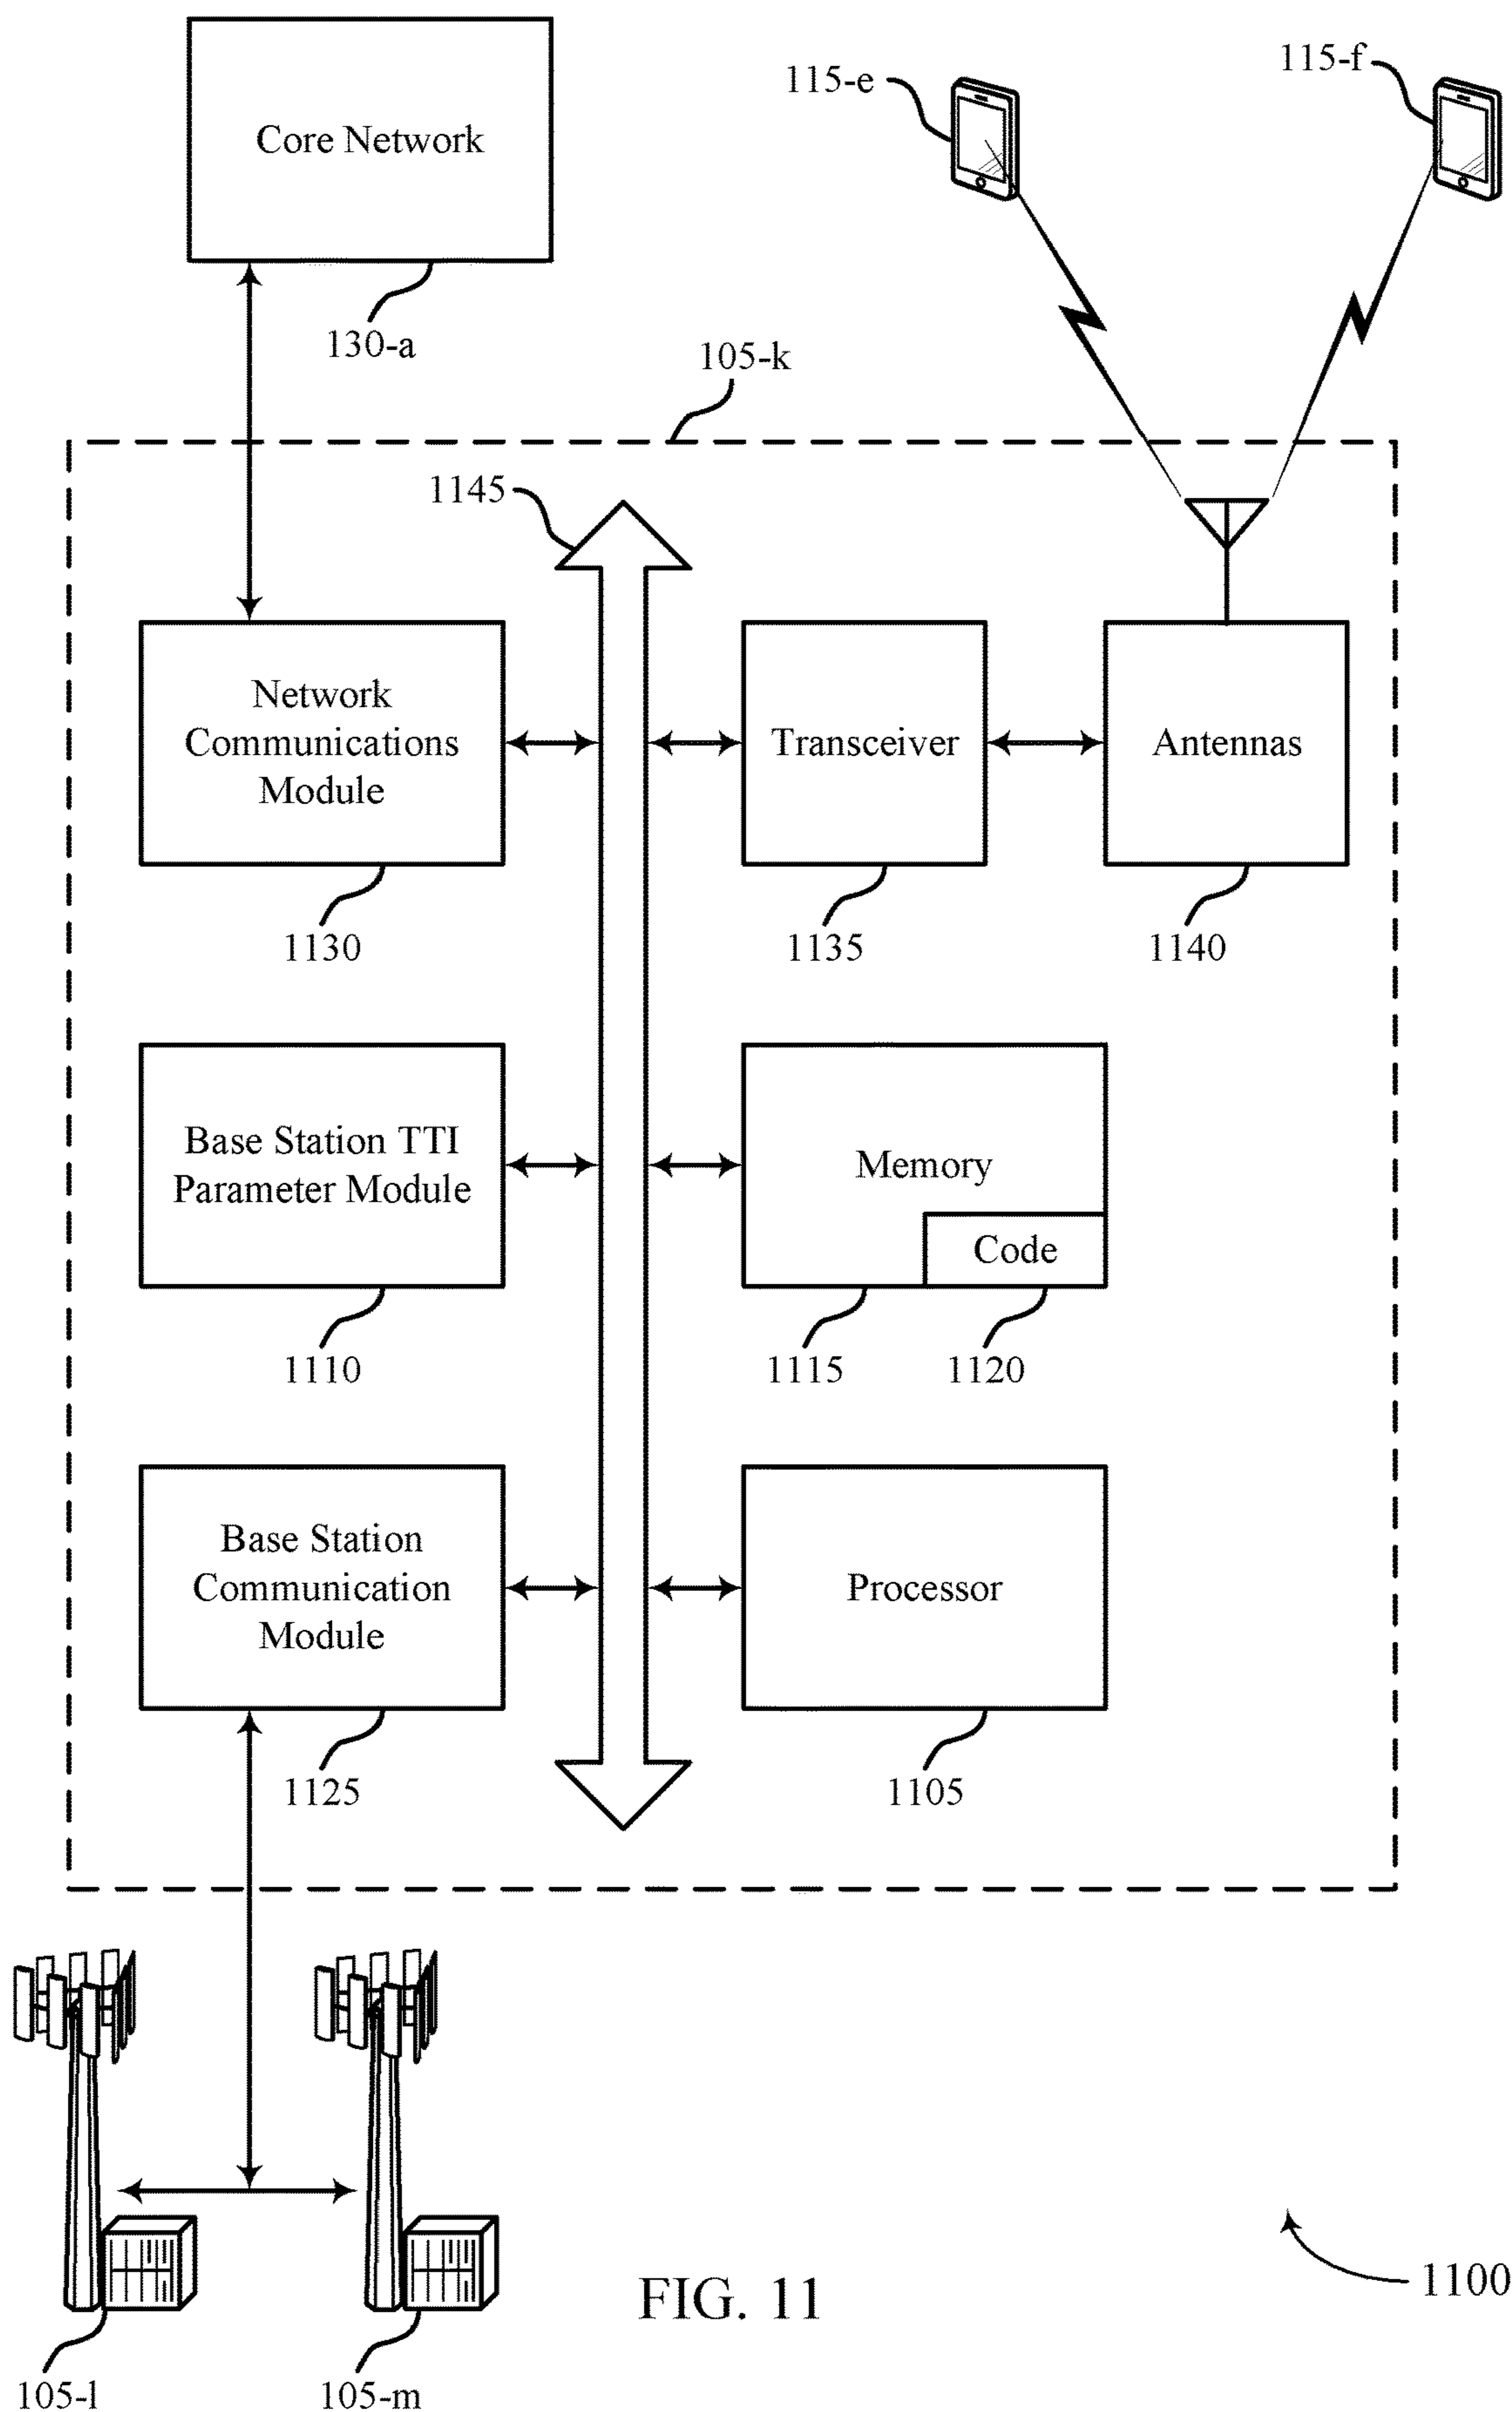 115-f
115-e
Core Network
130-a
105-k
1145
Network
Communications
Module
Transceiver
Antennas
1130
1135
1140
Base Station TTI
Parameter Module
Memory
Code
1110
1115
1120
Base Station
Communication
Module
Processor
1125
1105
1100
FIG. 11
105-l
105-m